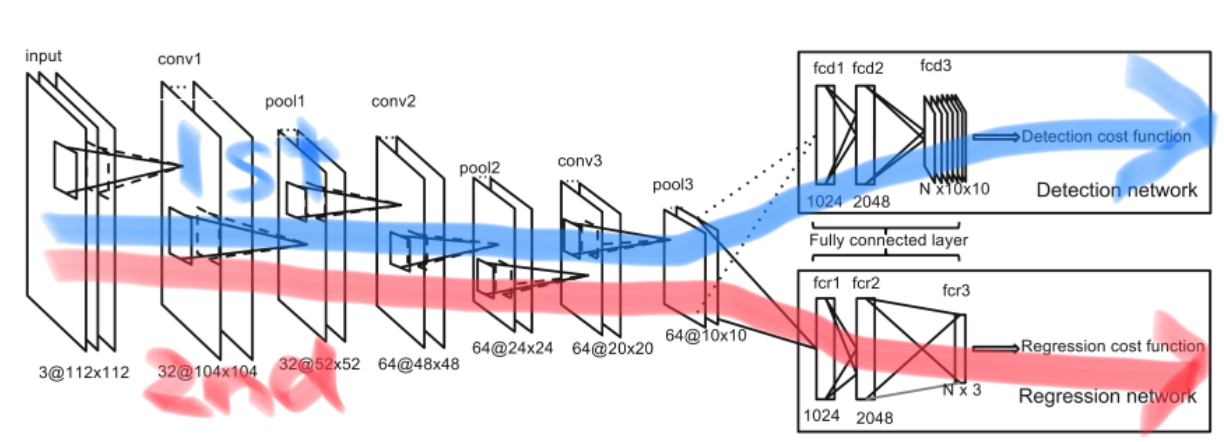 input
conv1
pool1
conv2
pool2
conv3
pool3
1st
2nd
3@112x112
32@104x104
32@52x52
64@48x48
64@24x24
64@20x20
64@10x10
fcd1 fcd2 fcd3
Detection cost function
1024 2048 N x10x10
Detection network
Fully connected layer
fcr1 fcr2 fcr3
Regression cost function
N x 3
Regression network
1024 2048